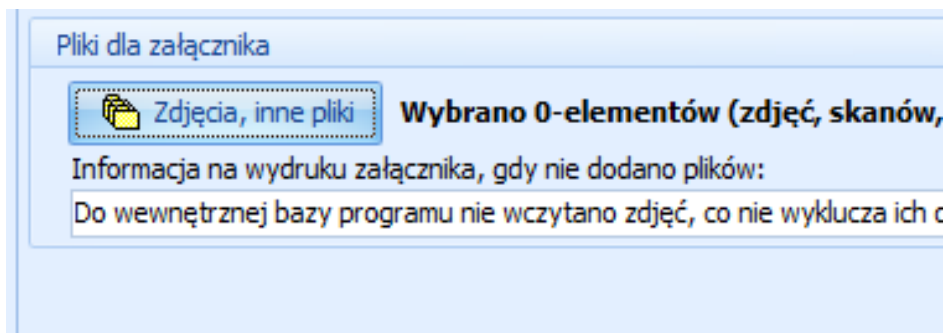 Pliki dla załącznika
Zdjęcia, inne pliki Wybrano 0-elementów (zdjęć, skanów,
Informacja na wydruku załącznika, gdy nie dodano plików:
Do wewnętrznej bazy programu nie wczytano zdjęć, co nie wyklucza ich